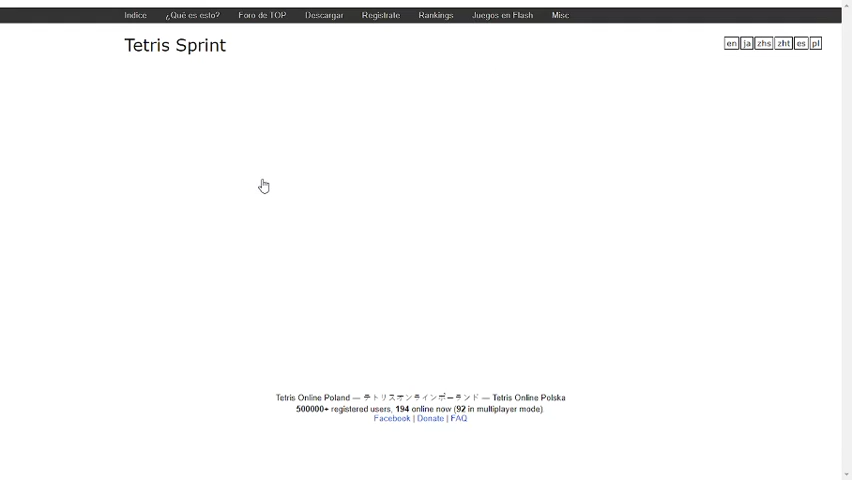 Indice ¿Qué es esto? Foro de TOP Descargar Registrate Rankings Juegos en Flash Misc
Tetris Sprint
en ja zhs zht es pl
Tetris Online Poland — テトリスオンラインポーランド — Tetris Online Polska
500000+ registered users, 194 online now (92 in multiplayer mode)
Facebook | Donate | FAQ